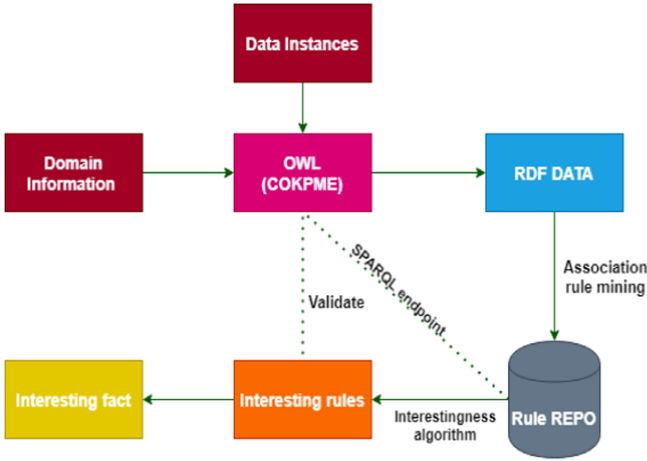 Data Instances
Domain
Information
OWL
(COKPME)
RDF DATA
SPARQL endpoint
Association
rule mining
Validate
Interesting fact
Interesting rules
Interestingness
algorithm
Rule REPO